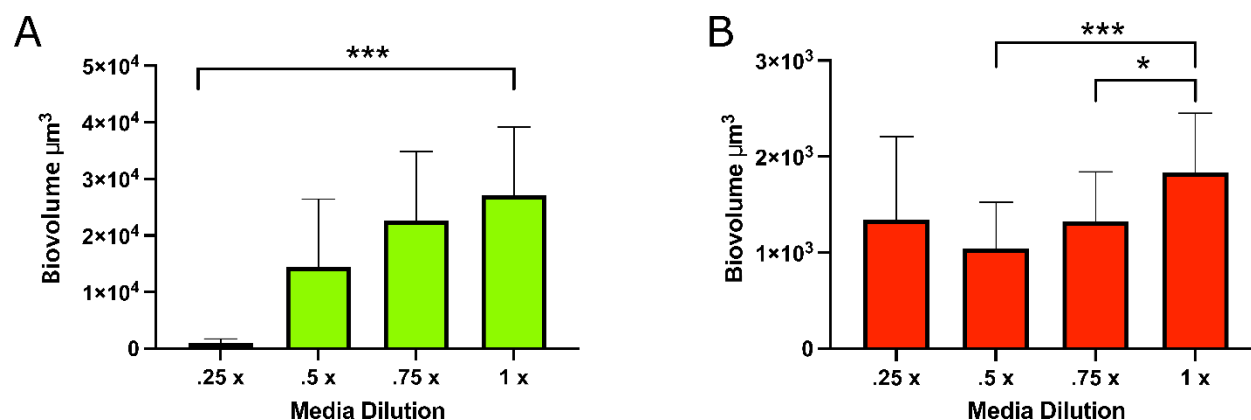 A
***
5×10⁴
4×10⁴
3×10⁴
2×10⁴
1×10⁴
0
Biovolume μm³
.25 x .5 x .75 x 1 x
Media Dilution
B
***
*
3×10³
2×10³
1×10³
0
Biovolume μm³
.25 x .5 x .75 x 1 x
Media Dilution